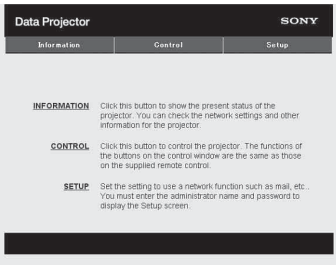 Data Projector SONY
Information Control Setup
INFORMATION Click this button to show the present status of the
projector. You can check the network settings and other
information for the projector.
CONTROL Click this button to control the projector. The functions of
the buttons on the control window are the same as those
on the supplied remote control.
SETUP Set the setting to use a network function such as mail, etc..
You must enter the administrator name and password to
display the Setup screen.